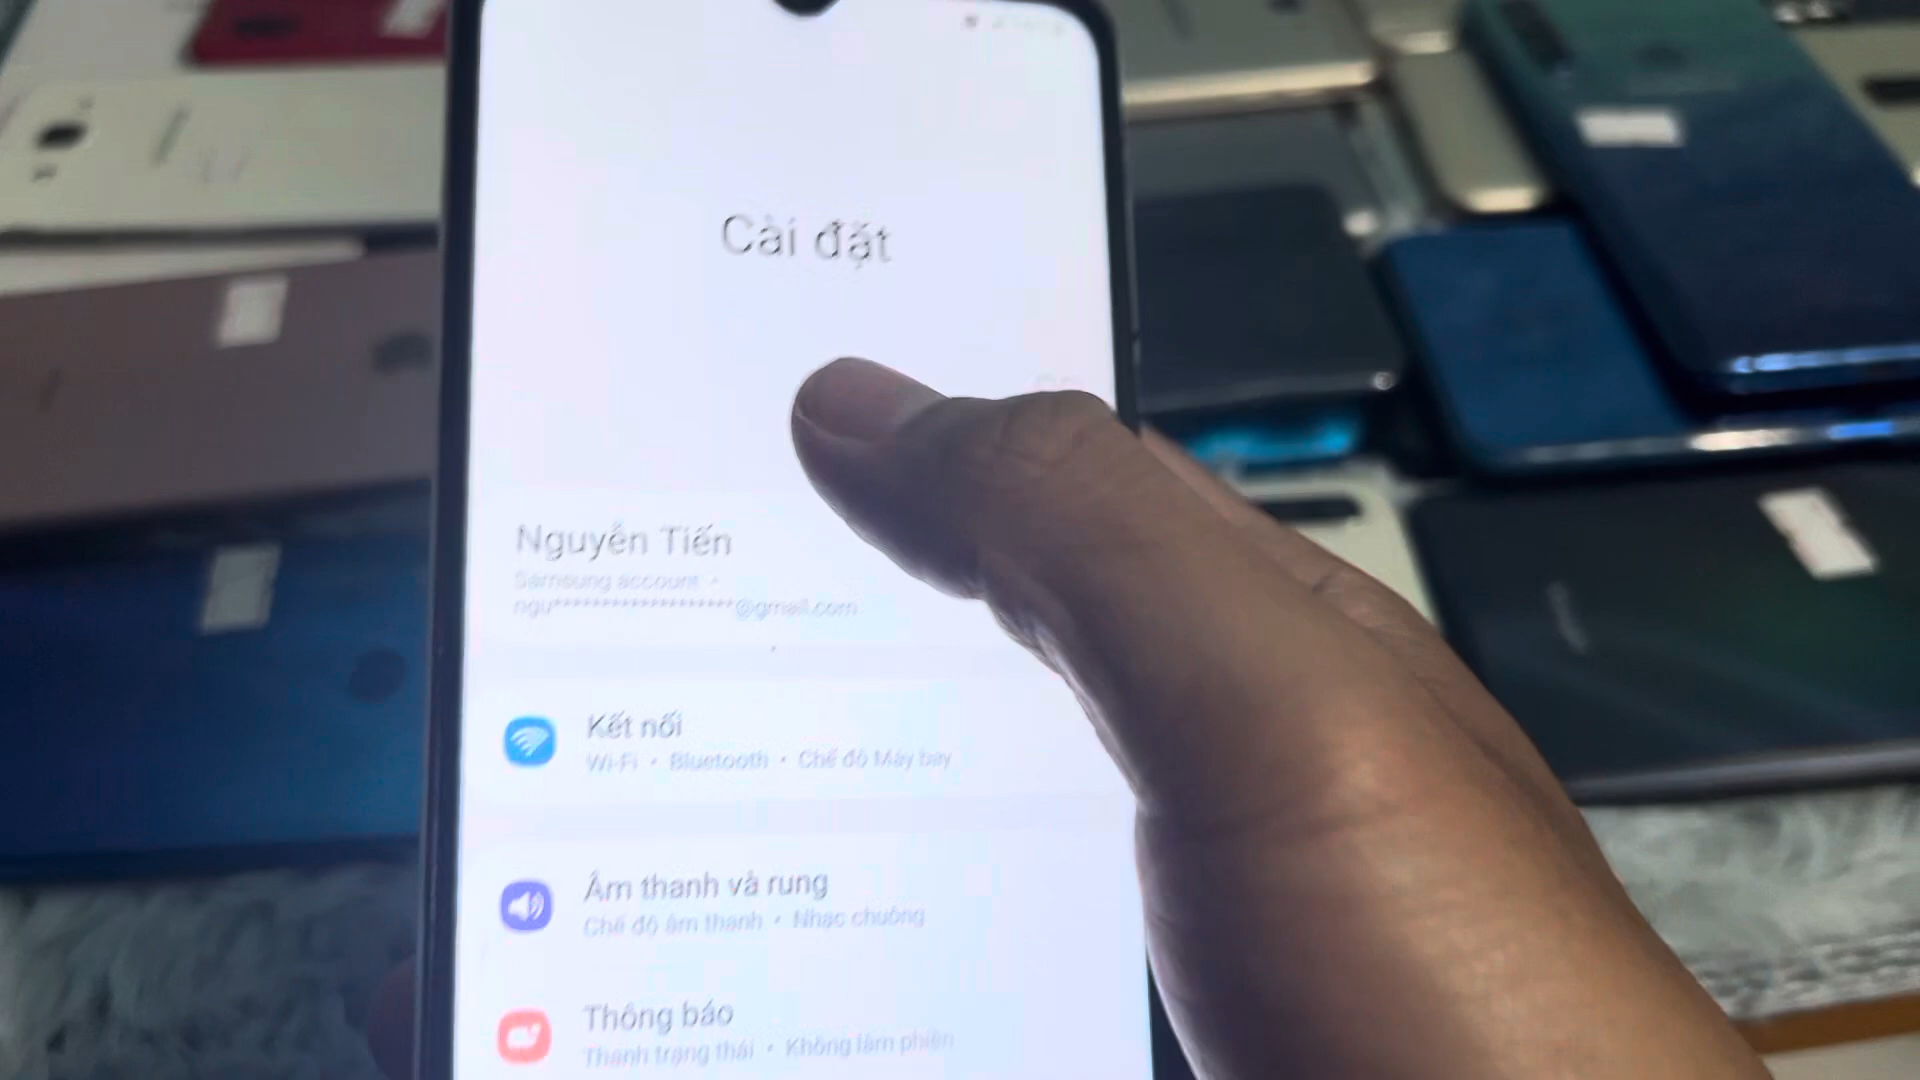 Cài đặt
Nguyễn Tiến
Samsung account •
ngu******************@gmail.com
Kết nối
Wi-Fi • Bluetooth • Chế độ Máy bay
Âm thanh và rung
Chế độ âm thanh • Nhạc chuông
Thông báo
Thanh trạng thái • Không làm phiền